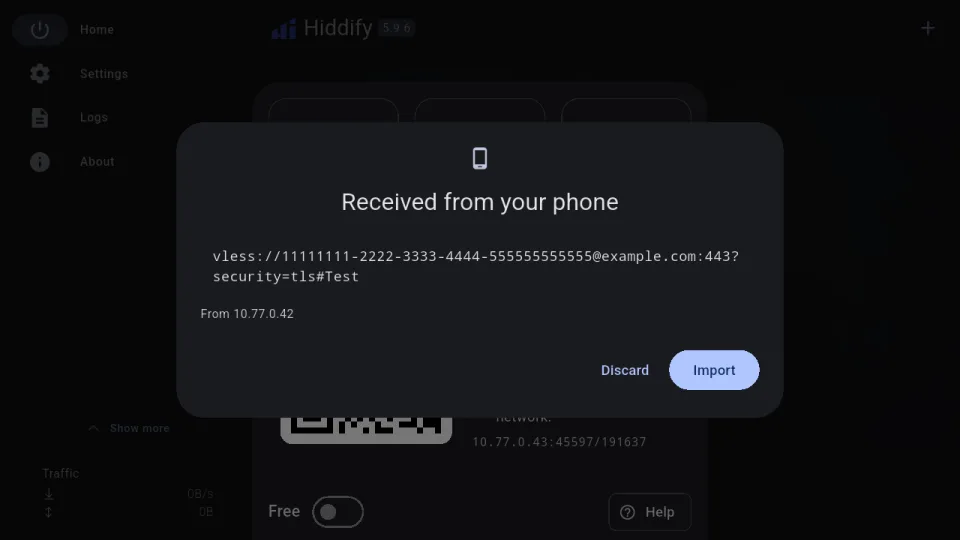 Home
Hiddify 5.9.6
Settings
Logs
About
Received from your phone
vless://11111111-2222-3333-4444-555555555555@example.com:443?
security=tls#Test
From 10.77.0.42
Discard
Import
network.
10.77.0.43:45597/191637
Show more
Traffic
0B/s
0B
Free
Help